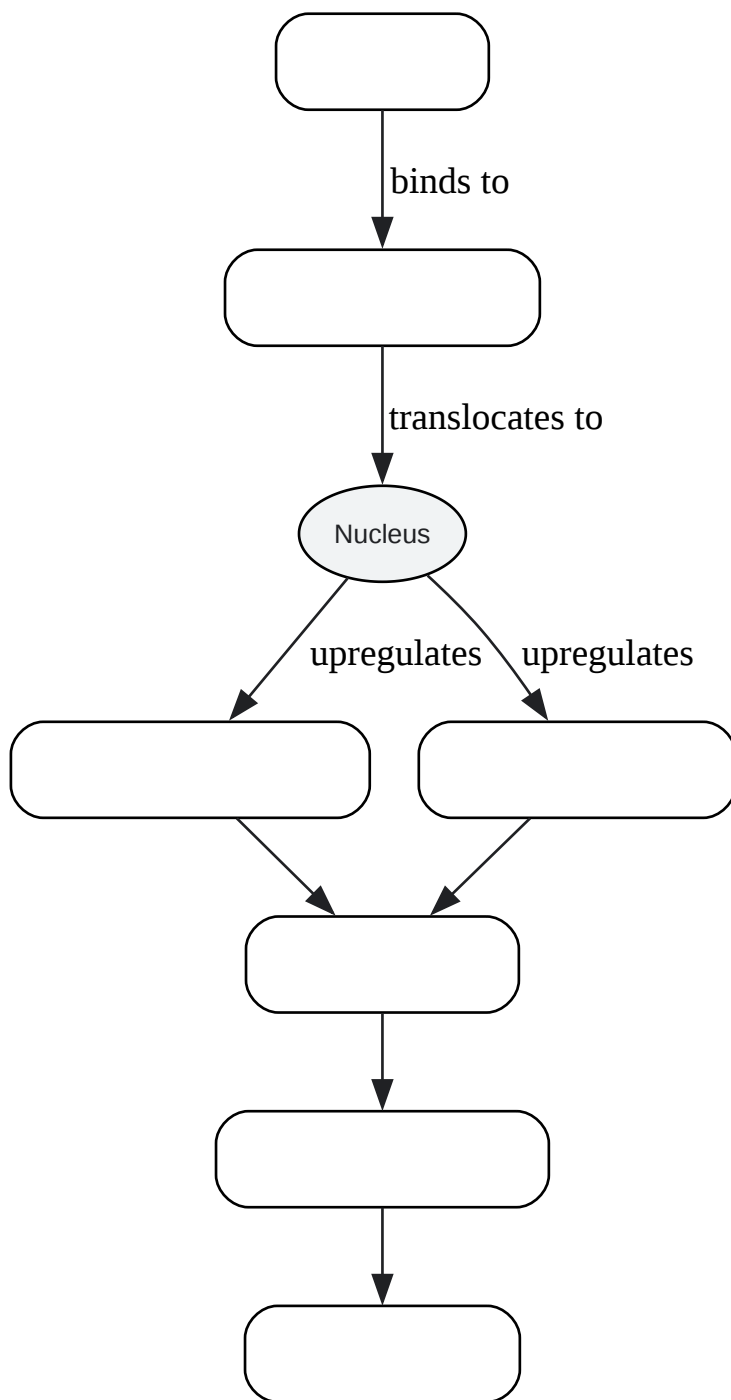 binds to
translocates to
Nucleus
upregulates
upregulates